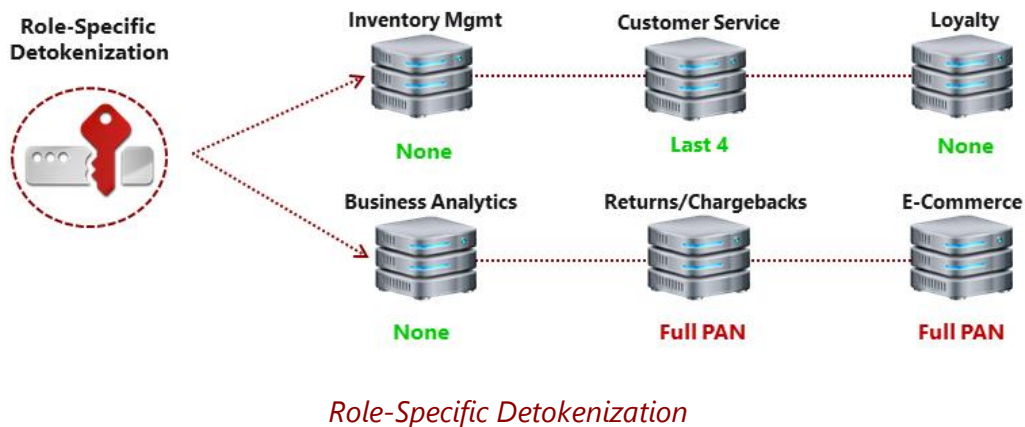 Role-Specific
Detokenization
Inventory Mgmt
Customer Service
Loyalty
None
Last 4
None
Business Analytics
Returns/Chargebacks
E-Commerce
None
Full PAN
Full PAN
Role-Specific Detokenization